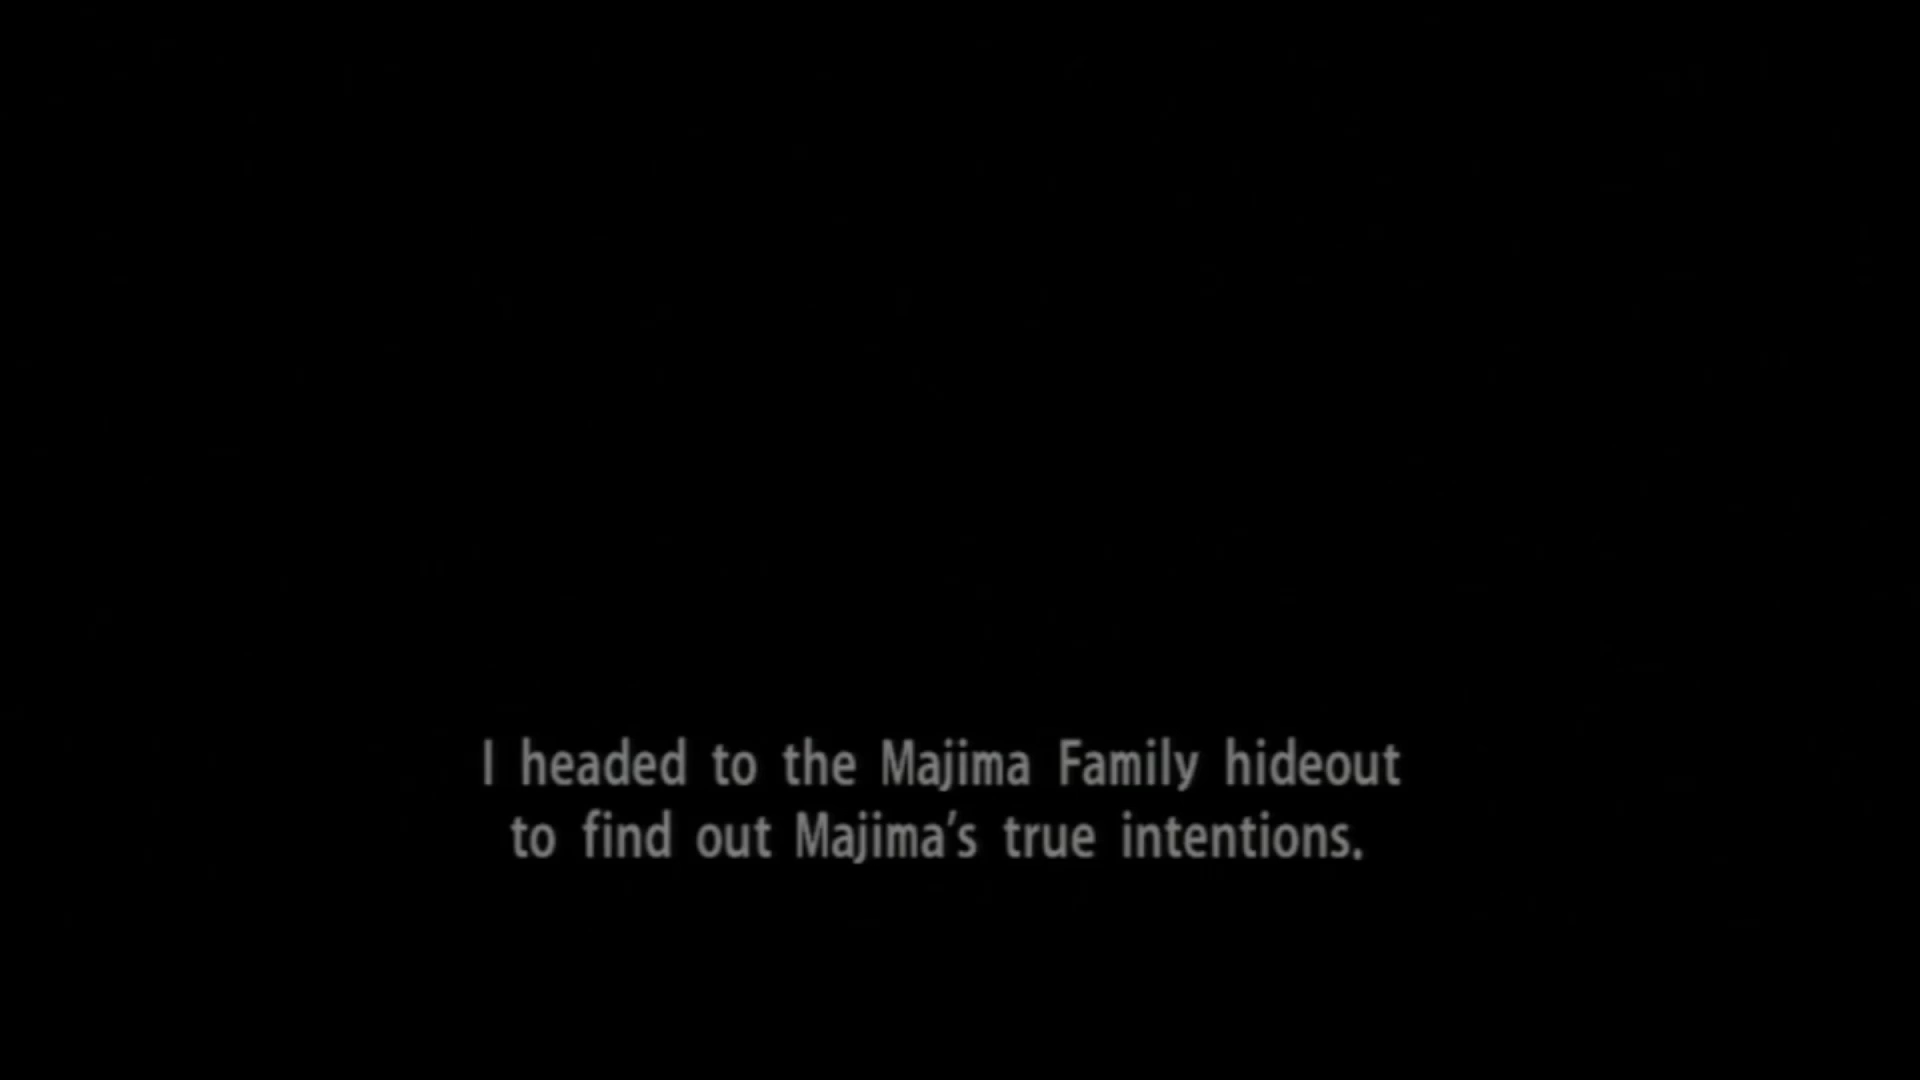 I headed to the Majima Family hideout
to find out Majima's true intentions.